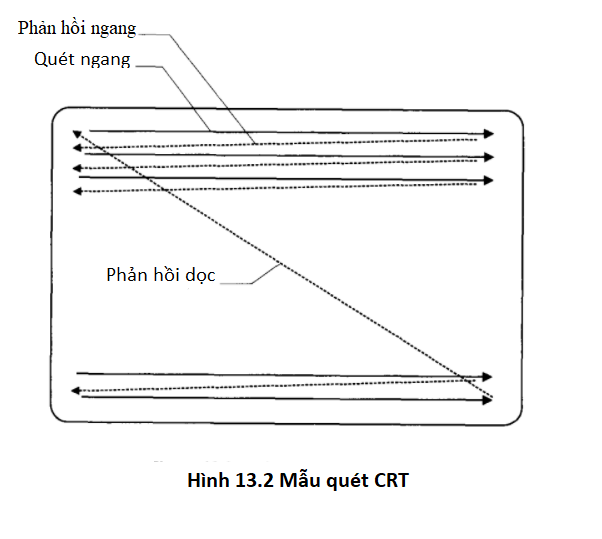 Phản hồi ngang
Quét ngang
Phản hồi dọc
Hình 13.2 Mẫu quét CRT